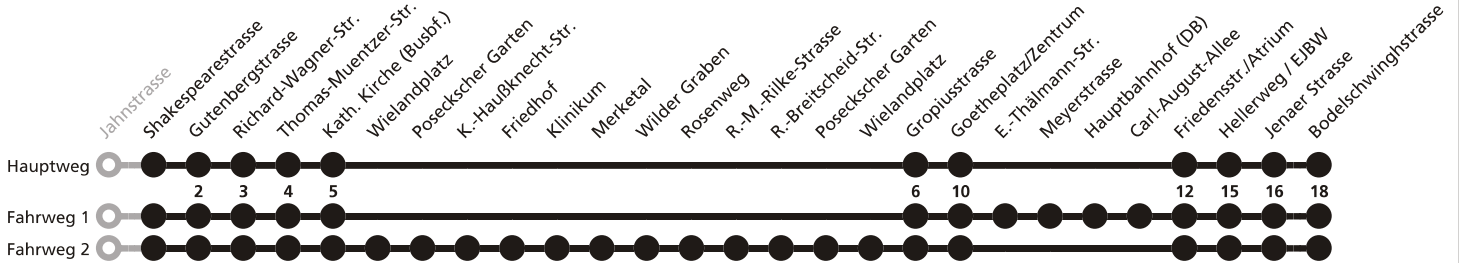 Jahnstrasse
Shakespearestrasse
Gutenbergstrasse
Richard-Wagner-Str.
Thomas-Muentzer-Str.
Kath. Kirche (Busbf.)
Wielandplatz
Poseckscher Garten
K.-Haußknecht-Str.
Friedhof
Klinikum
Merketal
Wilder Graben
Rosenweg
R.-M.-Rilke-Strasse
R.-Breitscheid-Str.
Poseckscher Garten
Wielandplatz
Gropiusstrasse
Goetheplatz/Zentrum
E.-Thälmann-Str.
Meyerstrasse
Hauptbahnhof (DB)
Carl-August-Allee
Friedensstr./Atrium
Hellerweg / EJBW
Jenaer Strasse
Bodelschwinghstrasse
Hauptweg
2 3 4 5 6 10 12 15 16 18
Fahrweg 1
Fahrweg 2